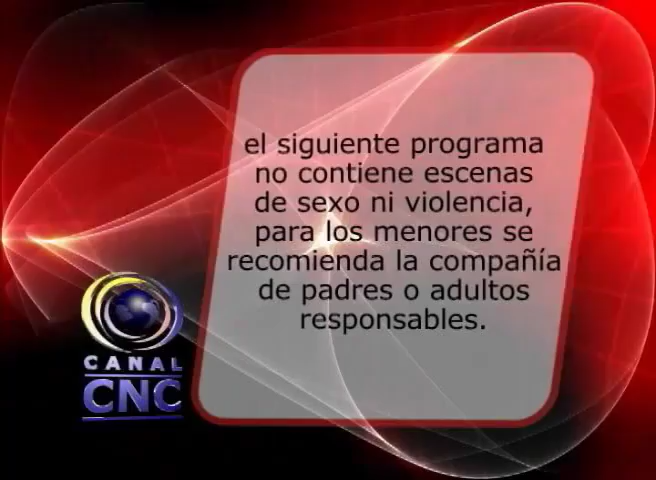 el siguiente programa
no contiene escenas
de sexo ni violencia,
para los menores se
recomienda la compañía
de padres o adultos
responsables.
CANAL
CNC